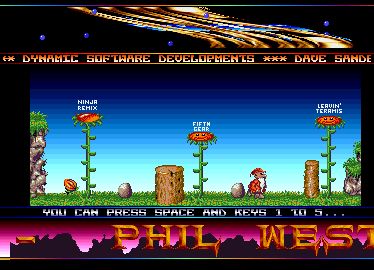 (* DYNAMIC SOFTWARE DEVELOPMENTS *** DAVE SANDE
NINJA
REMIX
FIFTH
GEAR
LEAVIN'
TERAMIS
YOU CAN PRESS SPACE AND KEYS 1 TO 5...
- PHIL WEST